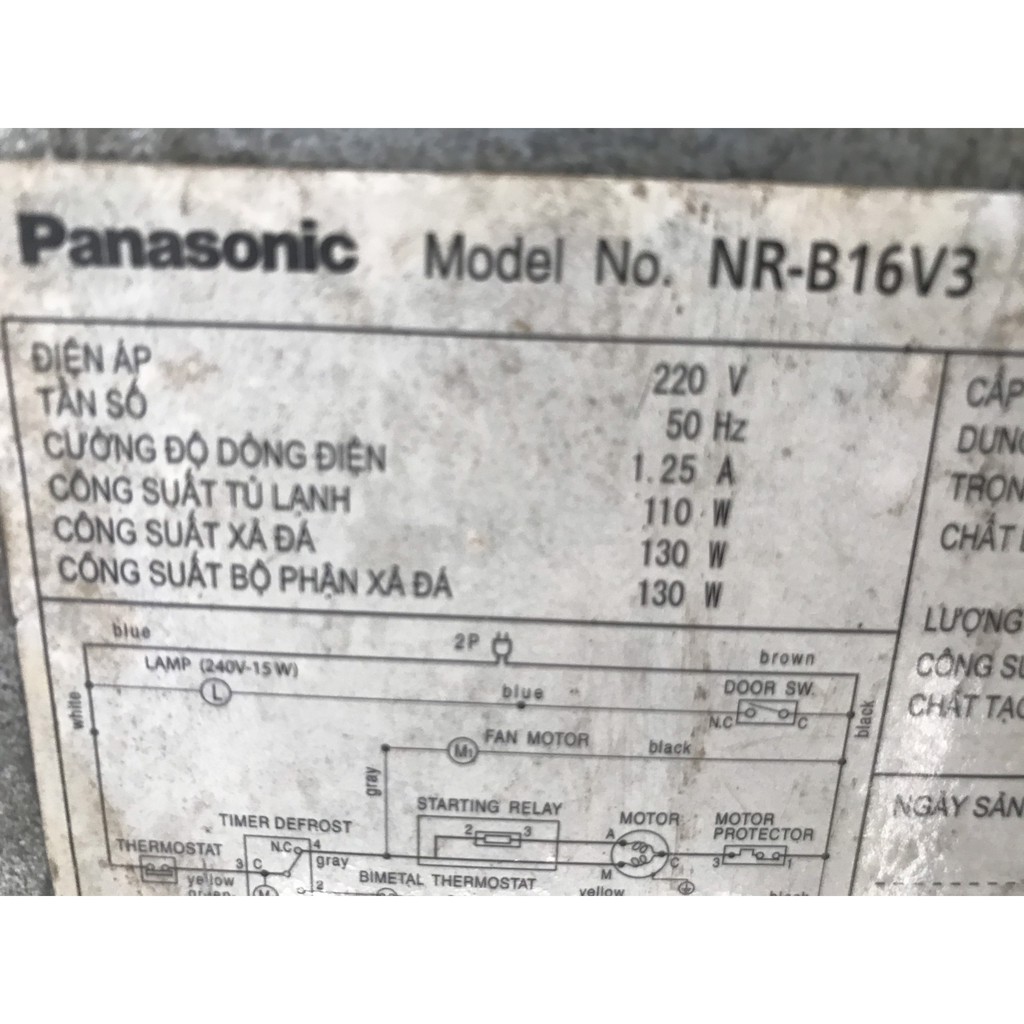 Panasonic Model No. NR-B16V3
ĐIỆN ÁP 220 V
TẦN SỐ 50 Hz
CƯỜNG ĐỘ DÒNG ĐIỆN 1.25 A
CÔNG SUẤT TỦ LẠNH 110 W
CÔNG SUẤT XẢ ĐÁ 130 W
CÔNG SUẤT BỘ PHẬN XẢ ĐÁ 130 W
CẤP
DUNG
TRỌN
CHẤT
LƯỢNG
CÔNG SU
CHẤT TẠO
NGÀY SẢN
blue 2P brown
LAMP (240V-15W)
L blue DOOR SW.
N.C C
white black
FAN MOTOR
M1 black
gray
STARTING RELAY
2 3
MOTOR
A C M
MOTOR
PROTECTOR
3 1
TIMER DEFROST
N.C 4
THERMOSTAT
3 C gray
yellow
2
BIMETAL THERMOSTAT
yellow